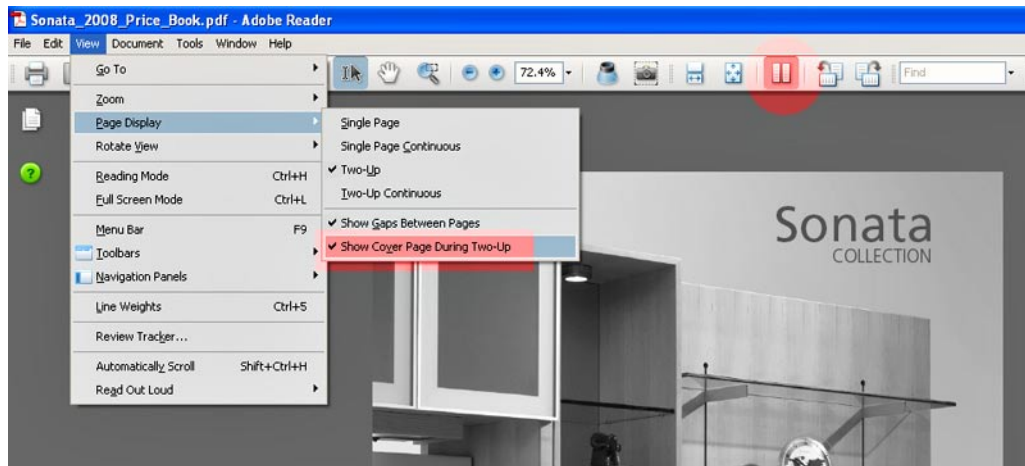 Sonata_2008_Price_Book.pdf - Adobe Reader
File Edit View Document Tools Window Help
72.4% Find
Go To
Zoom
Page Display
Rotate View
Reading Mode Ctrl+H
Full Screen Mode Ctrl+L
Menu Bar F9
Toolbars
Navigation Panels
Line Weights Ctrl+5
Review Tracker...
Automatically Scroll Shift+Ctrl+H
Read Out Loud
Single Page
Single Page Continuous
Two-Up
Two-Up Continuous
Show Gaps Between Pages
Show Cover Page During Two-Up
Sonata
COLLECTION